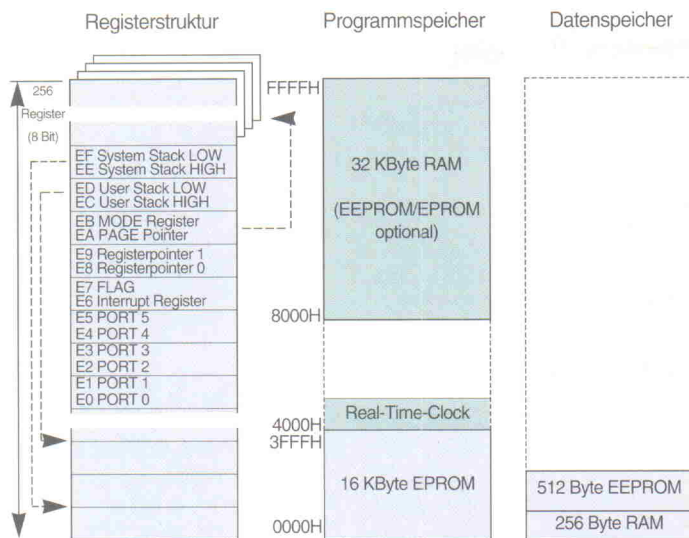 Registerstruktur
Programmspeicher
Datenspeicher
256
Register
(8 Bit)
EF System Stack LOW
EE System Stack HIGH
ED User Stack LOW
EC User Stack HIGH
EB MODE Register
EA PAGE Pointer
E9 Registerpointer 1
E8 Registerpointer 0
E7 FLAG
E6 Interrupt Register
E5 PORT 5
E4 PORT 4
E3 PORT 3
E2 PORT 2
E1 PORT 1
E0 PORT 0
FFFFH
32 KByte RAM
(EEPROM/EPROM
optional)
8000H
Real-Time-Clock
4000H
3FFFH
16 KByte EPROM
0000H
512 Byte EEPROM
256 Byte RAM